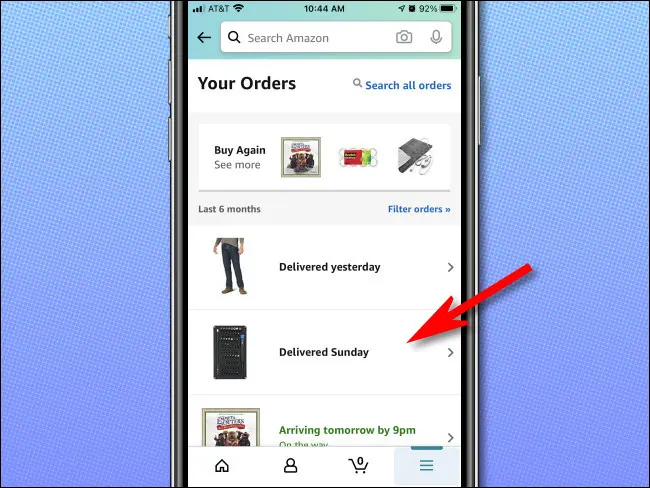 AT&T
10:44 AM
92%
Search Amazon
Your Orders
Search all orders
Buy Again
See more
Last 6 months
Filter orders »
Delivered yesterday
Delivered Sunday
Arriving tomorrow by 9pm
On the way
0